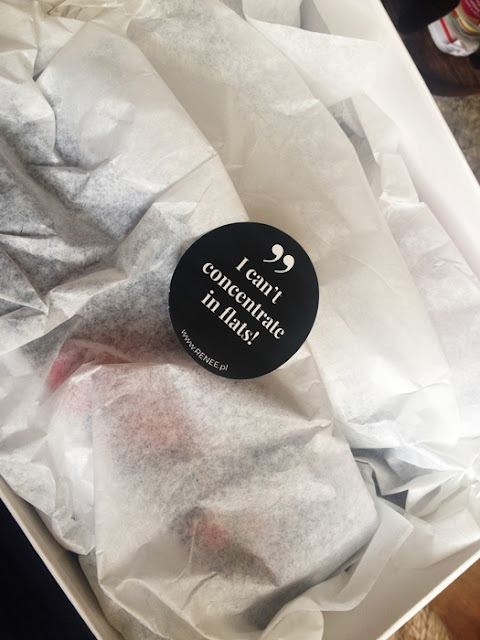 ”
I can't
concentrate
in flats!
www.RENEE.pl